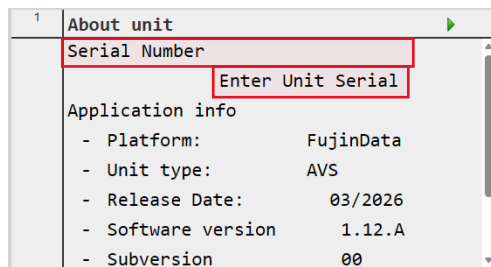 1
About unit
Serial Number
Enter Unit Serial
Application info
- Platform: FujinData
- Unit type: AVS
- Release Date: 03/2026
- Software version 1.12.A
- Subversion 00